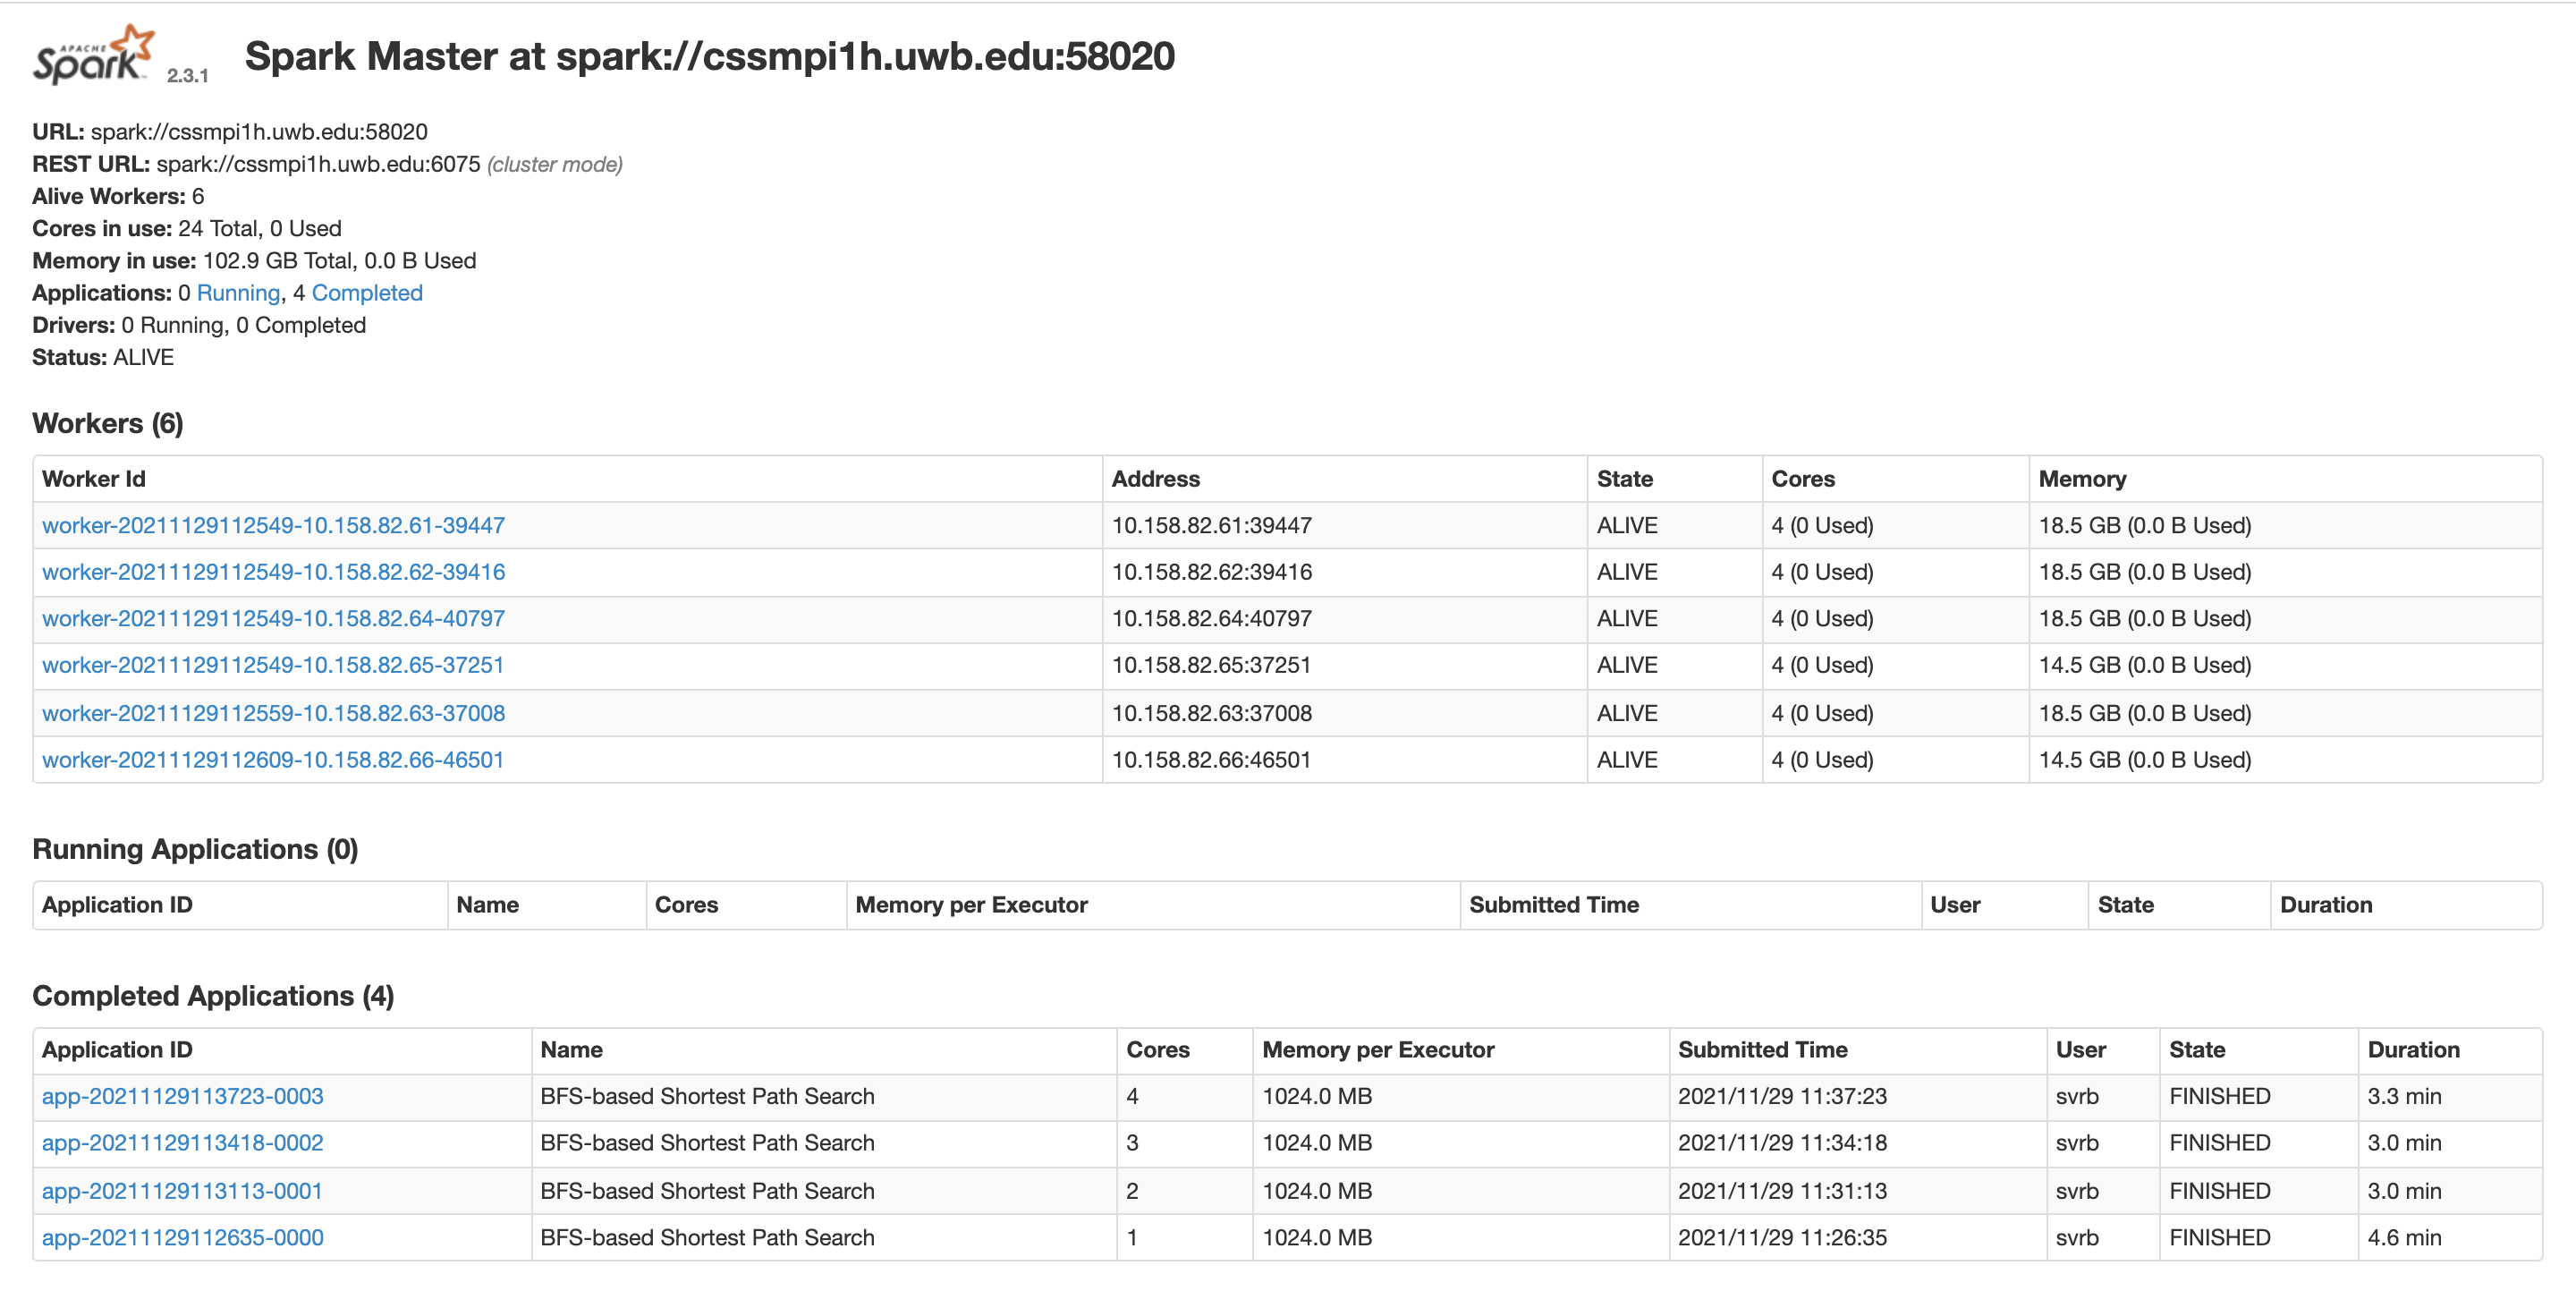 APACHE Spark 2.3.1 Spark Master at spark://cssmpi1h.uwb.edu:58020
URL: spark://cssmpi1h.uwb.edu:58020
REST URL: spark://cssmpi1h.uwb.edu:6075 (cluster mode)
Alive Workers: 6
Cores in use: 24 Total, 0 Used
Memory in use: 102.9 GB Total, 0.0 B Used
Applications: 0 Running, 4 Completed
Drivers: 0 Running, 0 Completed
Status: ALIVE
Workers (6)
Worker Id Address State Cores Memory
worker-20211129112549-10.158.82.61-39447 10.158.82.61:39447 ALIVE 4 (0 Used) 18.5 GB (0.0 B Used)
worker-20211129112549-10.158.82.62-39416 10.158.82.62:39416 ALIVE 4 (0 Used) 18.5 GB (0.0 B Used)
worker-20211129112549-10.158.82.64-40797 10.158.82.64:40797 ALIVE 4 (0 Used) 18.5 GB (0.0 B Used)
worker-20211129112549-10.158.82.65-37251 10.158.82.65:37251 ALIVE 4 (0 Used) 14.5 GB (0.0 B Used)
worker-20211129112559-10.158.82.63-37008 10.158.82.63:37008 ALIVE 4 (0 Used) 18.5 GB (0.0 B Used)
worker-20211129112609-10.158.82.66-46501 10.158.82.66:46501 ALIVE 4 (0 Used) 14.5 GB (0.0 B Used)
Running Applications (0)
Application ID Name Cores Memory per Executor Submitted Time User State Duration
Completed Applications (4)
Application ID Name Cores Memory per Executor Submitted Time User State Duration
app-20211129113723-0003 BFS-based Shortest Path Search 4 1024.0 MB 2021/11/29 11:37:23 svrb FINISHED 3.3 min
app-20211129113418-0002 BFS-based Shortest Path Search 3 1024.0 MB 2021/11/29 11:34:18 svrb FINISHED 3.0 min
app-20211129113113-0001 BFS-based Shortest Path Search 2 1024.0 MB 2021/11/29 11:31:13 svrb FINISHED 3.0 min
app-20211129112635-0000 BFS-based Shortest Path Search 1 1024.0 MB 2021/11/29 11:26:35 svrb FINISHED 4.6 min